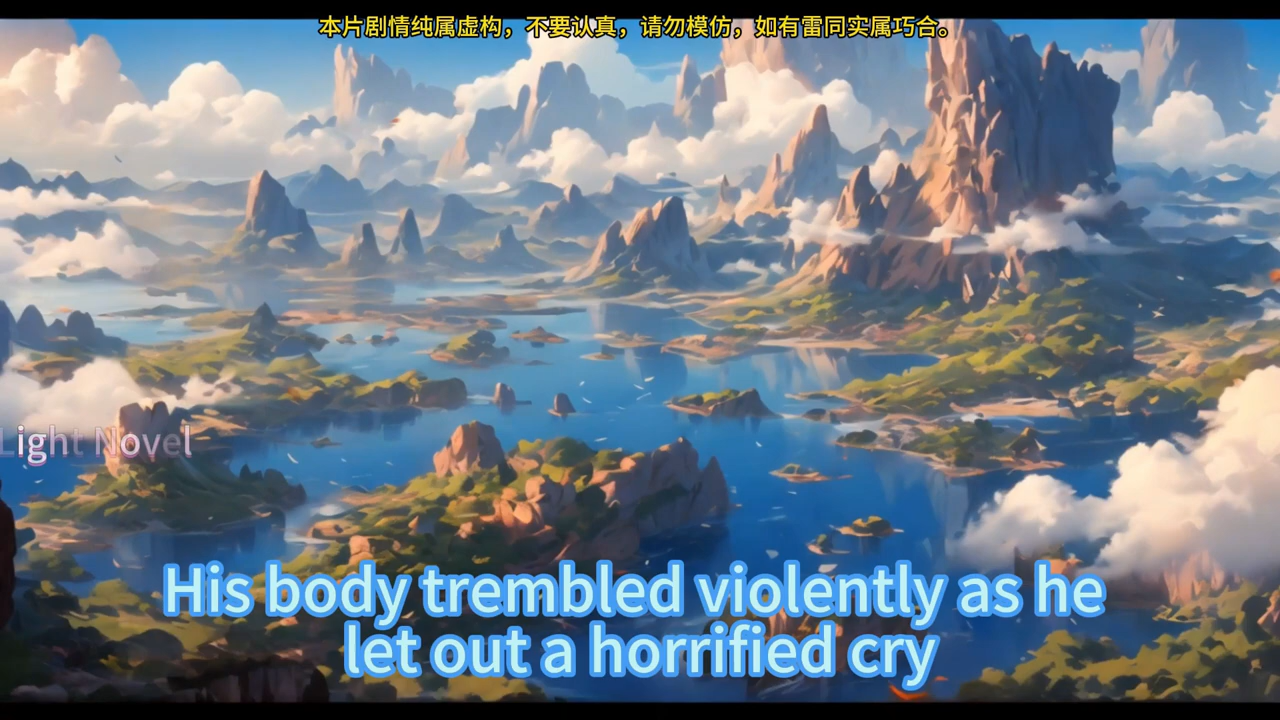 本片剧情纯属虚构，不要认真，请勿模仿，如有雷同实属巧合。
Light Novel
His body trembled violently as he
let out a horrified cry